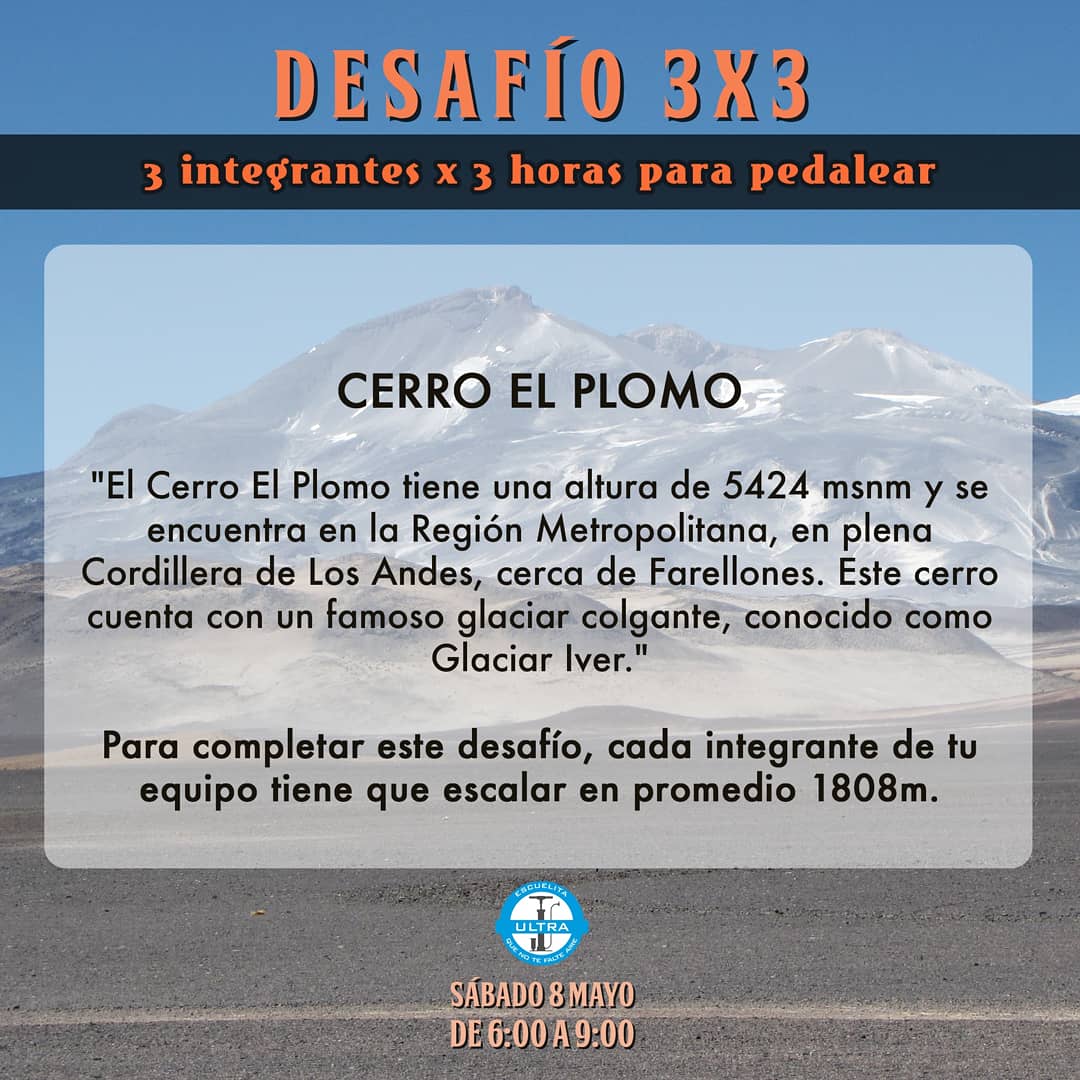 DESAFÍO 3X3
3 integrantes x 3 horas para pedalear
CERRO EL PLOMO
"El Cerro El Plomo tiene una altura de 5424 msnm y se
encuentra en la Región Metropolitana, en plena
Cordillera de Los Andes, cerca de Farellones. Este cerro
cuenta con un famoso glaciar colgante, conocido como
Glaciar Iver."
Para completar este desafío, cada integrante de tu
equipo tiene que escalar en promedio 1808m.
ESCUELITA
ULTRA
QUE NO TE FALTE AIRE
SÁBADO 8 MAYO
DE 6:00 A 9:00